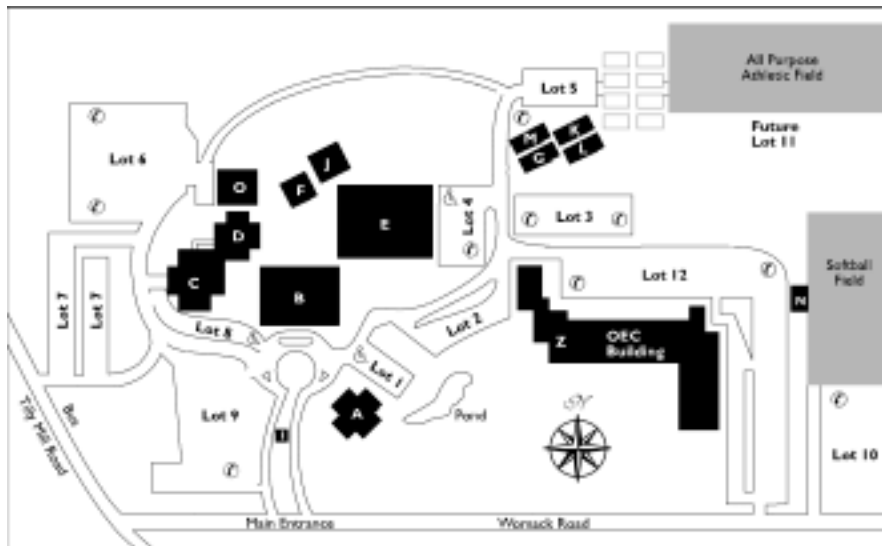 All Purpose
Athletic Field
Lot 5
Future
Lot 11
M
K
G
L
Lot 6
J
O
F
E
Lot 4
Lot 3
D
C
B
Lot 12
Softball
Field
N
Lot 7
Lot 7
Lot 8
Lot 2
Z
OEC
Building
Lot 1
A
Pond
Lot 9
I
N
Bus
Tilly Mill Road
Lot 10
Main Entrance
Womack Road